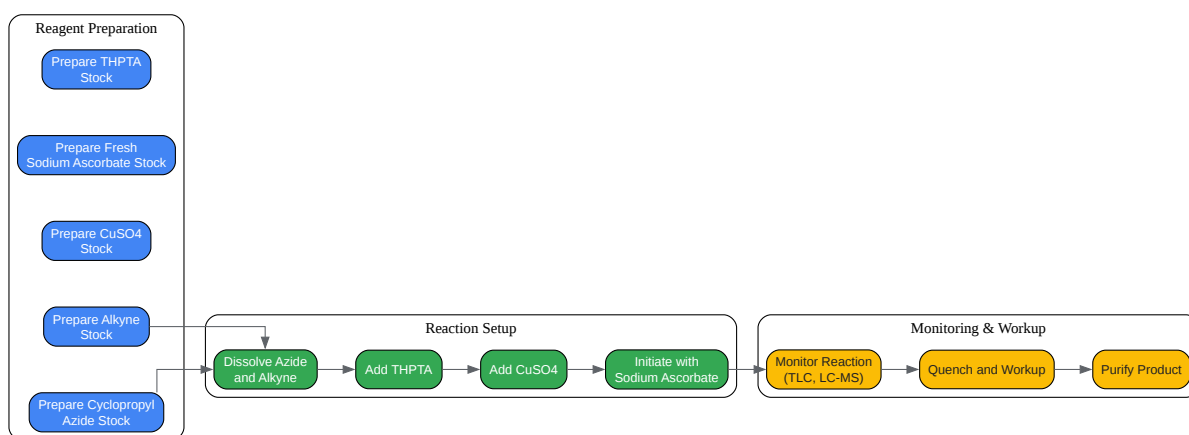 Reagent Preparation
Prepare THPTA
Stock
Prepare Fresh
Sodium Ascorbate Stock
Prepare CuSO4
Stock
Prepare Alkyne
Stock
Prepare Cyclopropyl
Azide Stock
Reaction Setup
Dissolve Azide
and Alkyne
Add THPTA
Add CuSO4
Initiate with
Sodium Ascorbate
Monitoring & Workup
Monitor Reaction
(TLC, LC-MS)
Quench and Workup
Purify Product